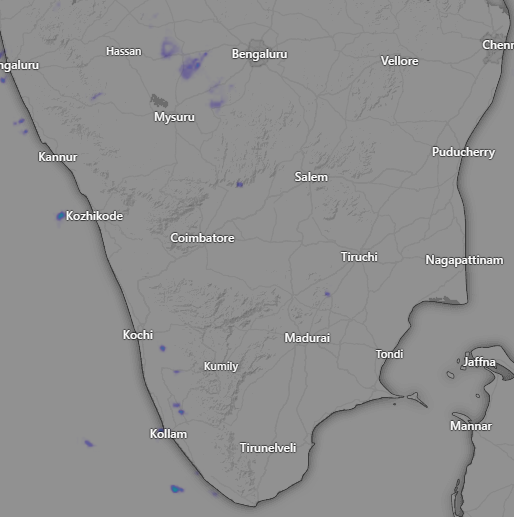 Hassan
Bengaluru
Chenn
ngaluru
Vellore
Mysuru
Kannur
Puducherry
Salem
Kozhikode
Coimbatore
Tiruchi
Nagapattinam
Kochi
Madurai
Tondi
Kumily
Jaffna
Kollam
Mannar
Tirunelveli